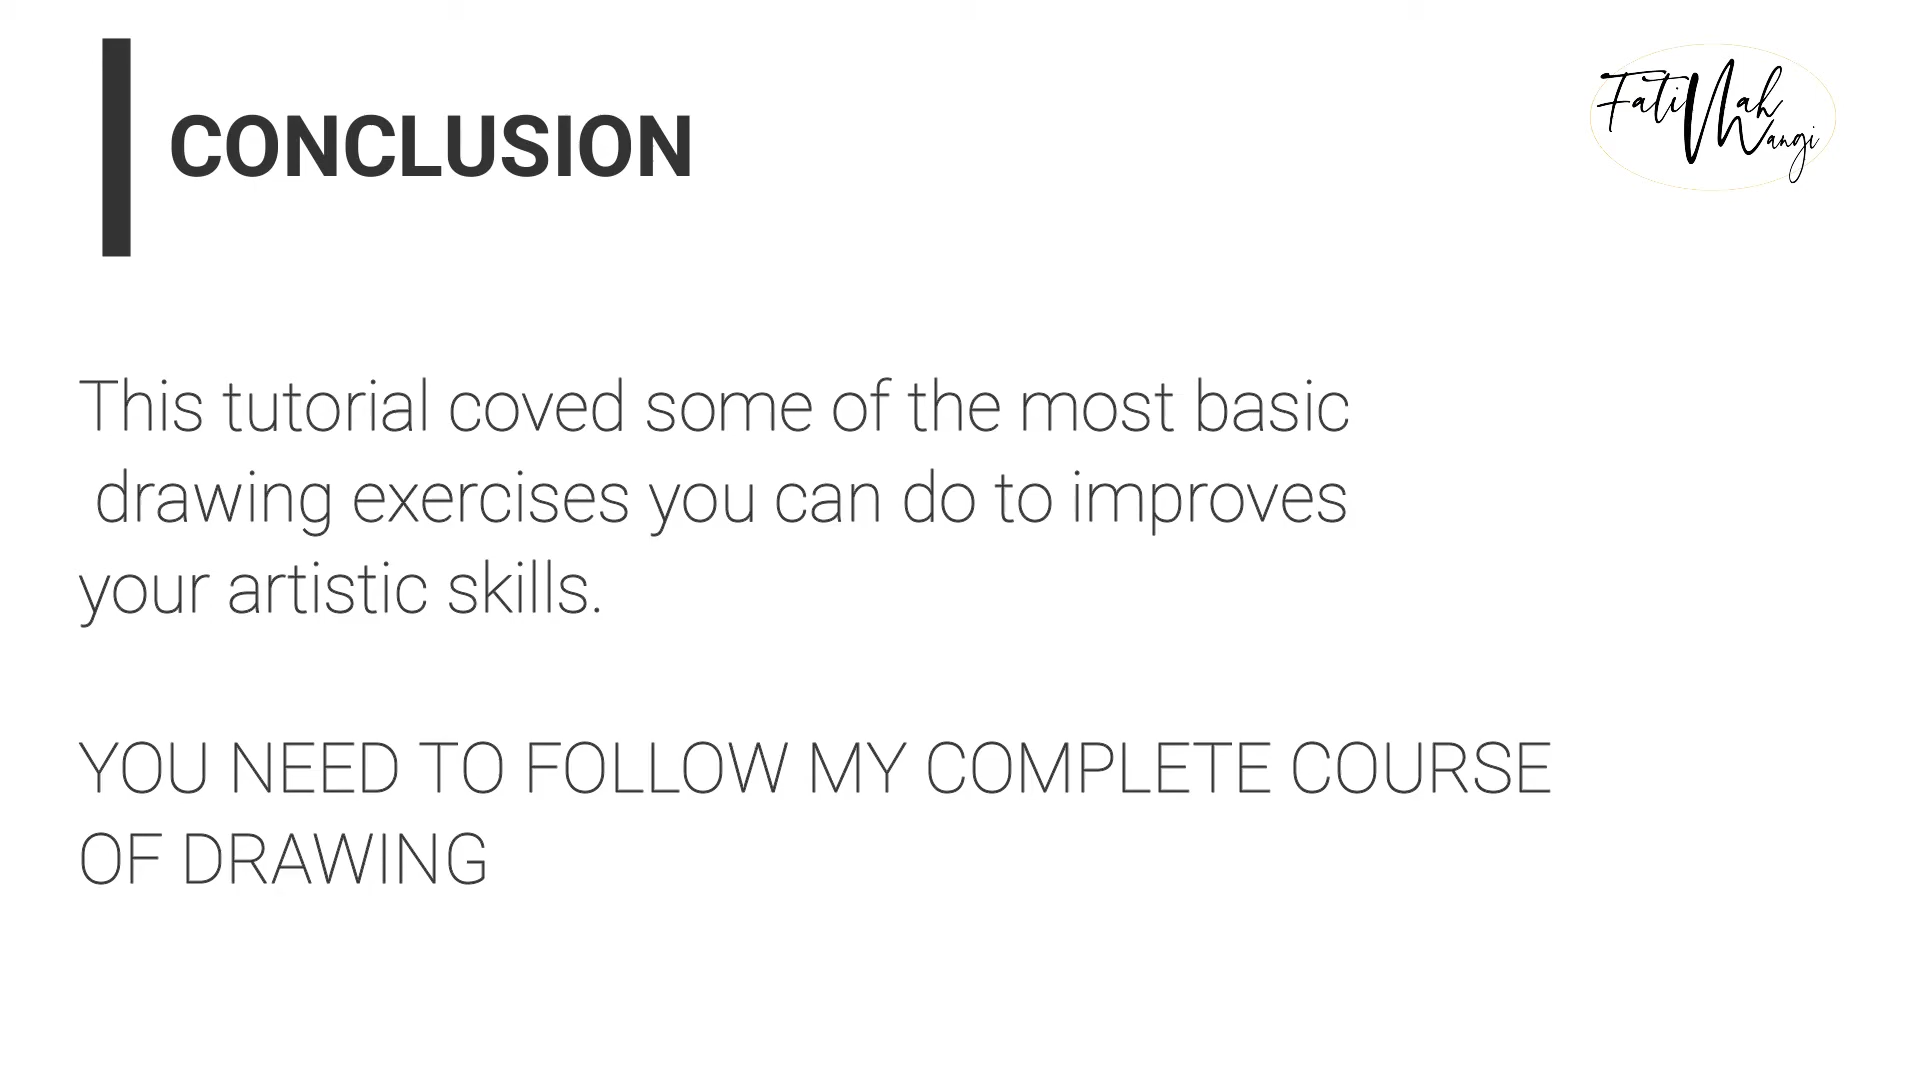 CONCLUSION
FatiMah
Wangi
This tutorial coved some of the most basic
drawing exercises you can do to improves
your artistic skills.
YOU NEED TO FOLLOW MY COMPLETE COURSE
OF DRAWING